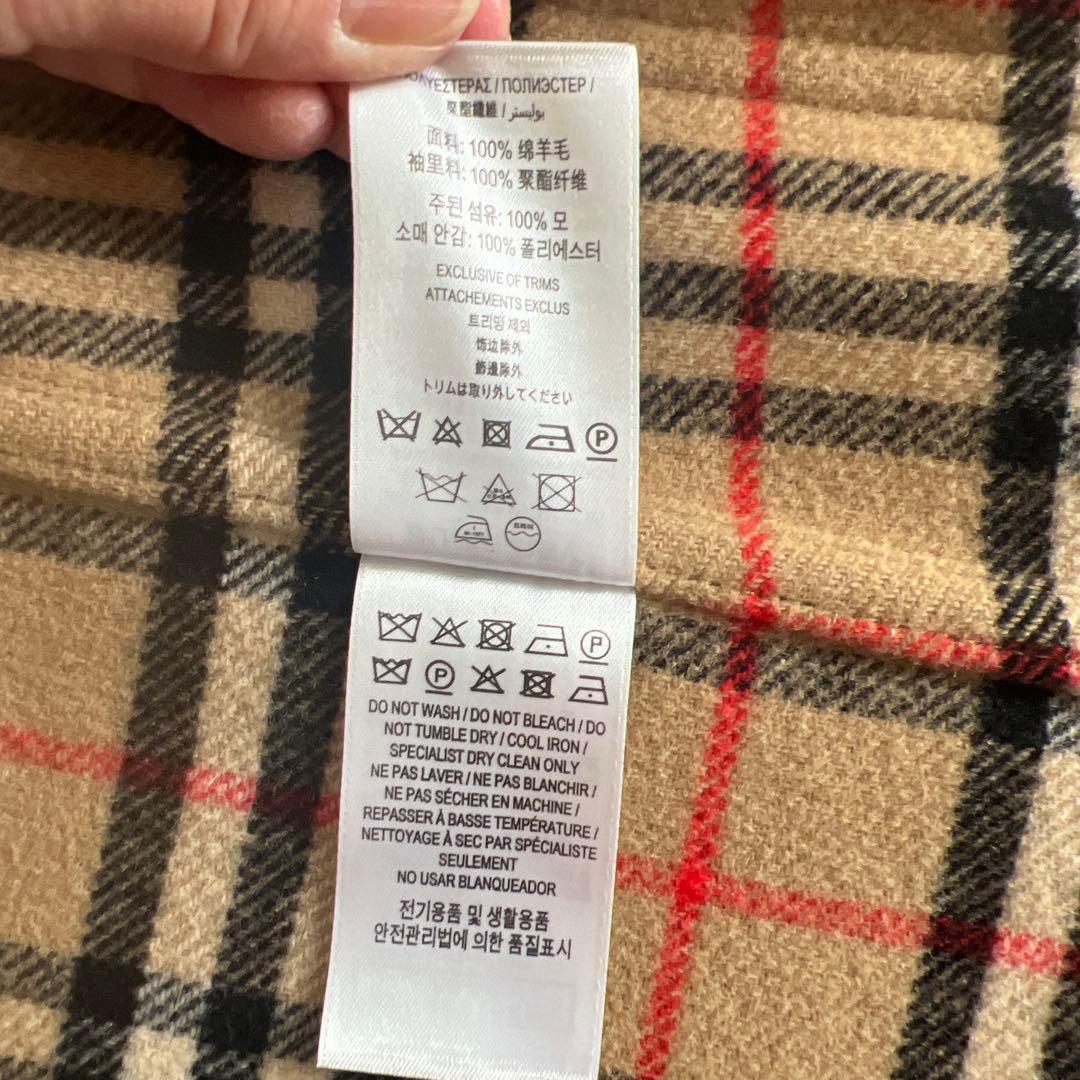 ΠΟΛΥΕΣΤΕΡΑΣ / ПОЛИЭСТЕР /
聚酯纖維 / بوليستر
面料: 100% 绵羊毛
袖里料: 100% 聚酯纤维
주된 섬유: 100% 모
소매 안감: 100% 폴리에스터
EXCLUSIVE OF TRIMS
ATTACHEMENTS EXCLUS
트리밍 제외
饰边除外
飾邊除外
トリムは取り外してください
P
P
P
DO NOT WASH / DO NOT BLEACH / DO
NOT TUMBLE DRY / COOL IRON /
SPECIALIST DRY CLEAN ONLY
NE PAS LAVER / NE PAS BLANCHIR /
NE PAS SÉCHER EN MACHINE /
REPASSER À BASSE TEMPÉRATURE /
NETTOYAGE À SEC PAR SPÉCIALISTE
SEULEMENT
NO USAR BLANQUEADOR
전기용품 및 생활용품
안전관리법에 의한 품질표시